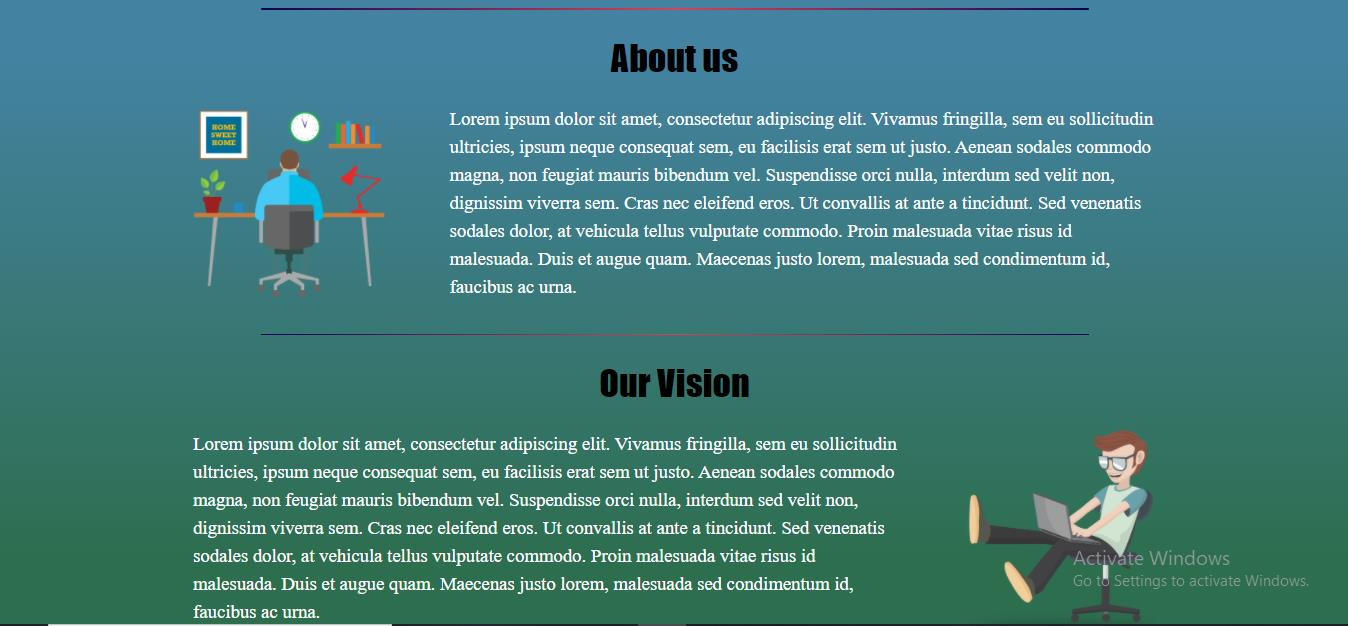 About us
HOME
SWEET
HOME
Lorem ipsum dolor sit amet, consectetur adipiscing elit. Vivamus fringilla, sem eu sollicitudin
ultricies, ipsum neque consequat sem, eu facilisis erat sem ut justo. Aenean sodales commodo
magna, non feugiat mauris bibendum vel. Suspendisse orci nulla, interdum sed velit non,
dignissim viverra sem. Cras nec eleifend eros. Ut convallis at ante a tincidunt. Sed venenatis
sodales dolor, at vehicula tellus vulputate commodo. Proin malesuada vitae risus id
malesuada. Duis et augue quam. Maecenas justo lorem, malesuada sed condimentum id,
faucibus ac urna.
Our Vision
Lorem ipsum dolor sit amet, consectetur adipiscing elit. Vivamus fringilla, sem eu sollicitudin
ultricies, ipsum neque consequat sem, eu facilisis erat sem ut justo. Aenean sodales commodo
magna, non feugiat mauris bibendum vel. Suspendisse orci nulla, interdum sed velit non,
dignissim viverra sem. Cras nec eleifend eros. Ut convallis at ante a tincidunt. Sed venenatis
sodales dolor, at vehicula tellus vulputate commodo. Proin malesuada vitae risus id
malesuada. Duis et augue quam. Maecenas justo lorem, malesuada sed condimentum id,
faucibus ac urna.
Activate Windows
Go to Settings to activate Windows.